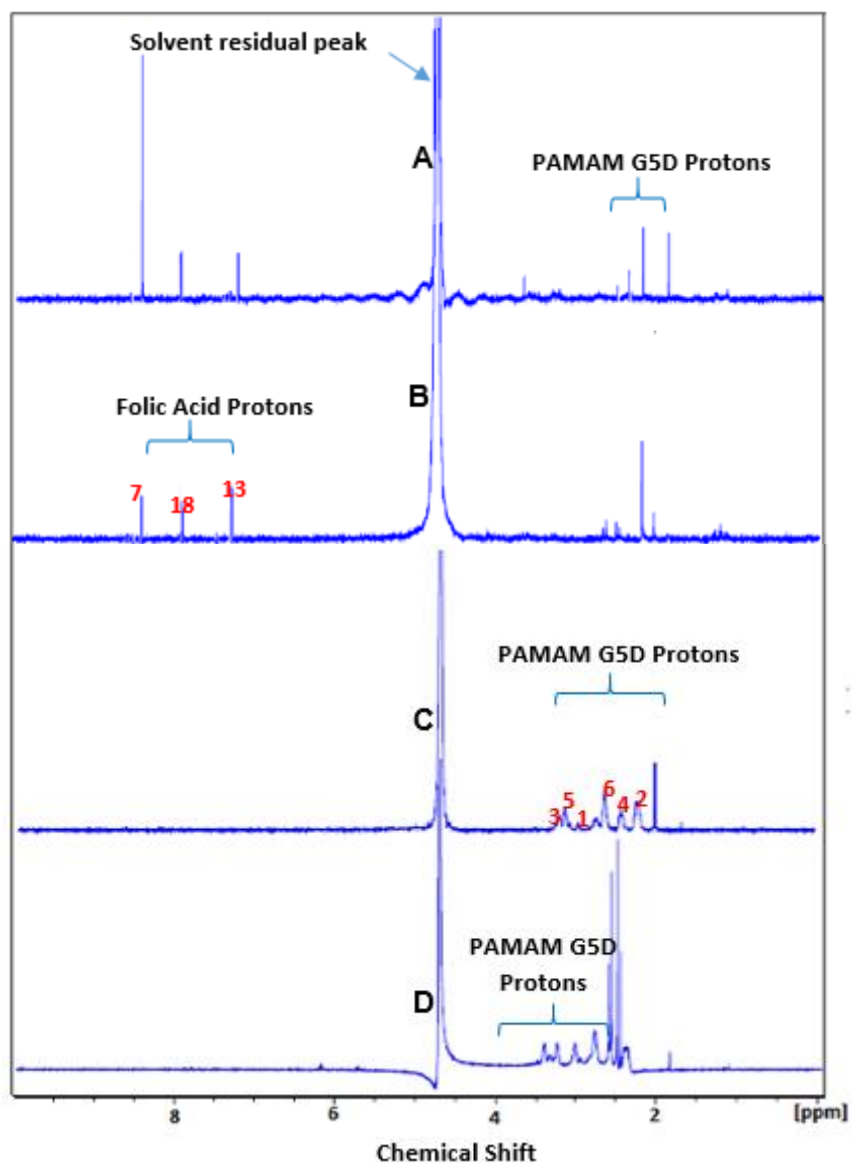 Solvent residual peak
A
PAMAM G5D Protons
B
Folic Acid Protons
7
18
13
PAMAM G5D Protons
C
3
5
1
6
4
2
PAMAM G5D
Protons
D
8 6 4 2 [ppm]
Chemical Shift